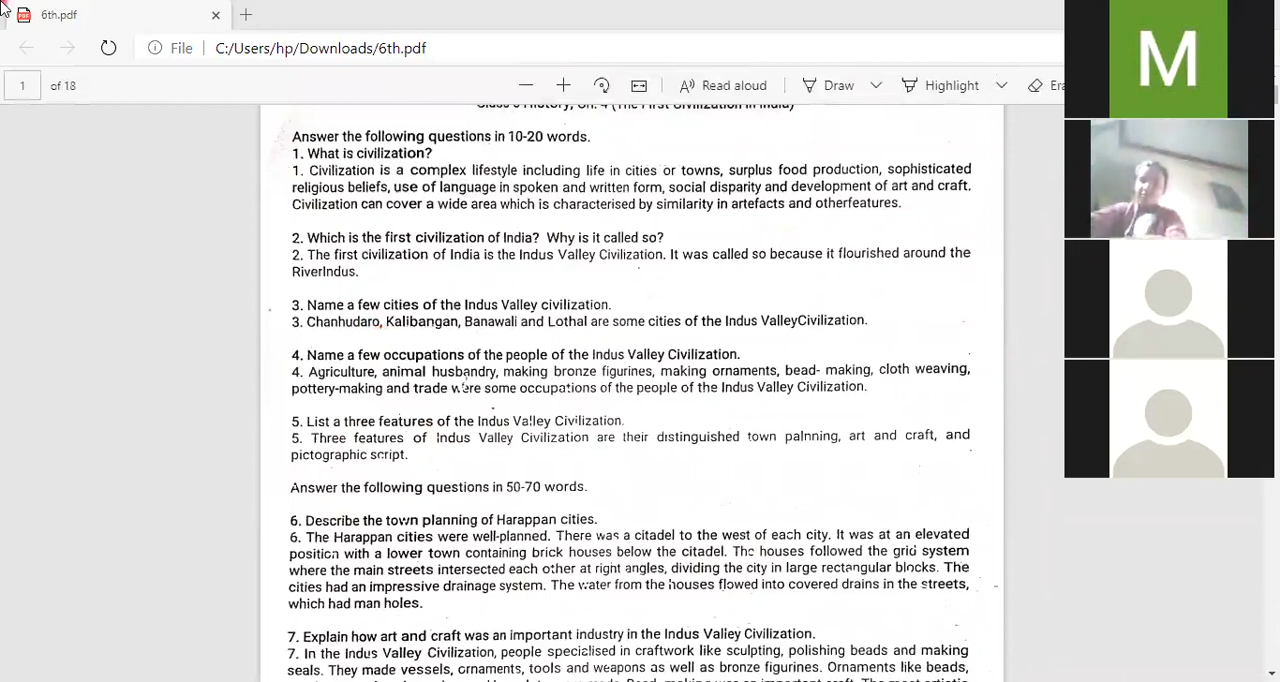 6th.pdf
File C:/Users/hp/Downloads/6th.pdf
1 of 18 Read aloud Draw Highlight
M
History, Ch. 4 (The First Civilization in India)
Answer the following questions in 10-20 words.
1. What is civilization?
1. Civilization is a complex lifestyle including life in cities or towns, surplus food production, sophisticated
religious beliefs, use of language in spoken and written form, social disparity and development of art and craft.
Civilization can cover a wide area which is characterised by similarity in artefacts and otherfeatures.
2. Which is the first civilization of India? Why is it called so?
2. The first civilization of India is the Indus Valley Civilization. It was called so because it flourished around the
RiverIndus.
3. Name a few cities of the Indus Valley civilization.
3. Chanhudaro, Kalibangan, Banawali and Lothal are some cities of the Indus ValleyCivilization.
4. Name a few occupations of the people of the Indus Valley Civilization.
4. Agriculture, animal husbandry, making bronze figurines, making ornaments, bead- making, cloth weaving,
pottery-making and trade were some occupations of the people of the Indus Valley Civilization.
5. List a three features of the Indus Valley Civilization.
5. Three features of Indus Valley Civilization are their distinguished town palnning, art and craft, and
pictographic script.
Answer the following questions in 50-70 words.
6. Describe the town planning of Harappan cities.
6. The Harappan cities were well-planned. There was a citadel to the west of each city. It was at an elevated
position with a lower town containing brick houses below the citadel. The houses followed the grid system
where the main streets intersected each other at right angles, dividing the city in large rectangular blocks. The
cities had an impressive drainage system. The water from the houses flowed into covered drains in the streets,
which had man holes.
7. Explain how art and craft was an important industry in the Indus Valley Civilization.
7. In the Indus Valley Civilization, people specialised in craftwork like sculpting, polishing beads and making
seals. They made vessels, ornaments, tools and weapons as well as bronze figurines. Ornaments like beads,